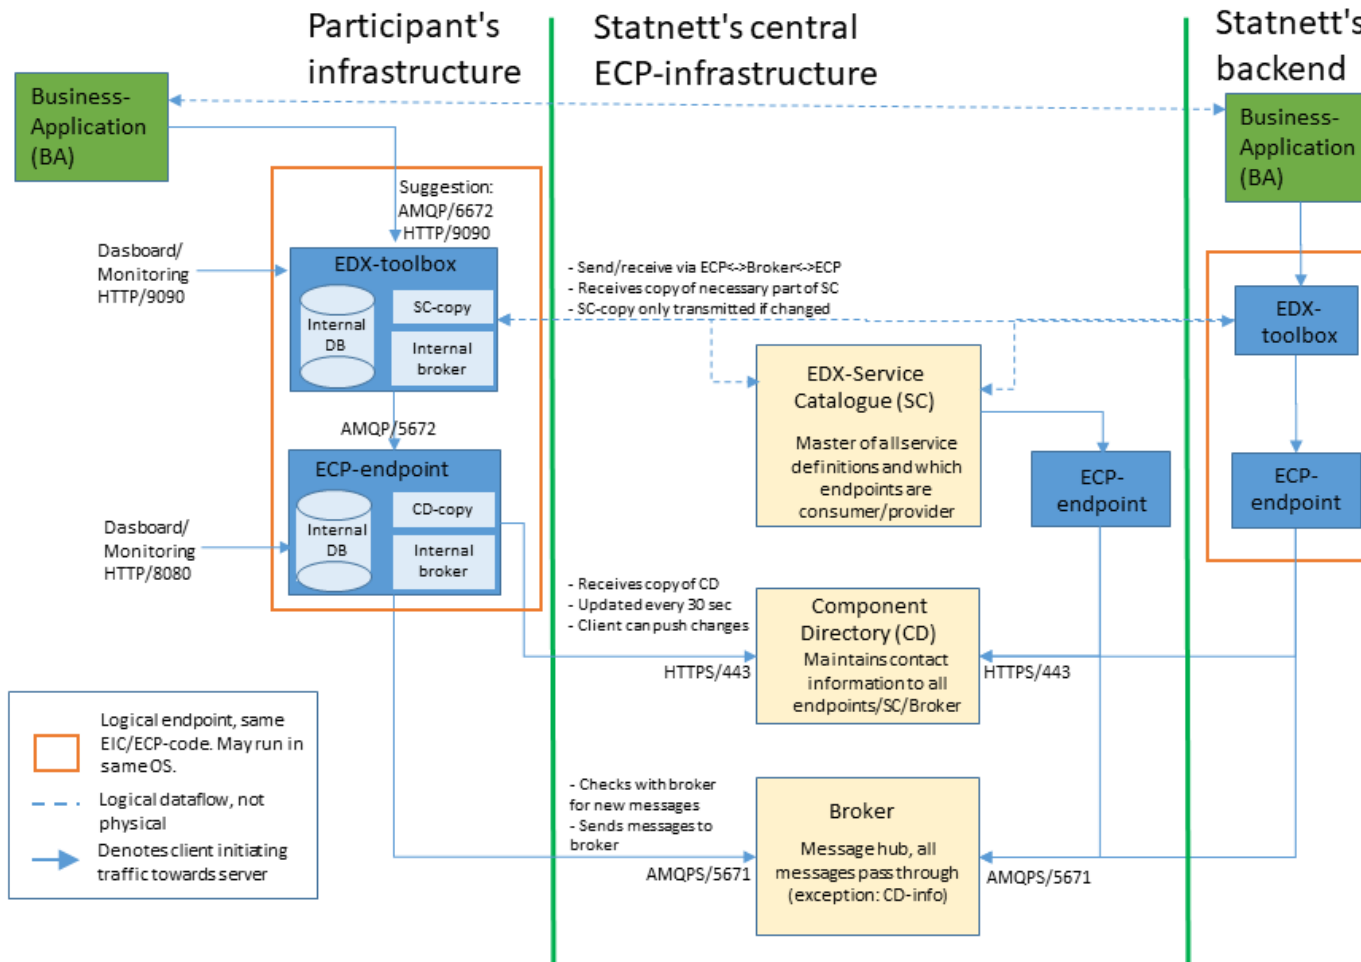 Participant's
infrastructure
Statnett's central
ECP-infrastructure
Statnett's
backend
Business-
Application
(BA)
Business-
Application
(BA)
Suggestion:
AMQP/6672
HTTP/9090
Dasboard/
Monitoring
HTTP/9090
EDX-toolbox
Internal
DB
SC-copy
Internal
broker
- Send/receive via ECP<->Broker<->ECP
- Receives copy of necessary part of SC
- SC-copy only transmitted if changed
EDX-
toolbox
EDX-Service
Catalogue (SC)
Master of all service
definitions and which
endpoints are
consumer/provider
AMQP/5672
ECP-endpoint
Internal
DB
CD-copy
Internal
broker
Dasboard/
Monitoring
HTTP/8080
ECP-
endpoint
ECP-
endpoint
- Receives copy of CD
- Updated every 30 sec
- Client can push changes
HTTPS/443
Component
Directory (CD)
Maintains contact
information to all
endpoints/SC/Broker
HTTPS/443
Logical endpoint, same
EIC/ECP-code. May run in
same OS.
Logical dataflow, not
physical
Denotes client initiating
traffic towards server
- Checks with broker
for new messages
- Sends messages to
broker
AMQPS/5671
Broker
Message hub, all
messages pass through
(exception: CD-info)
AMQPS/5671